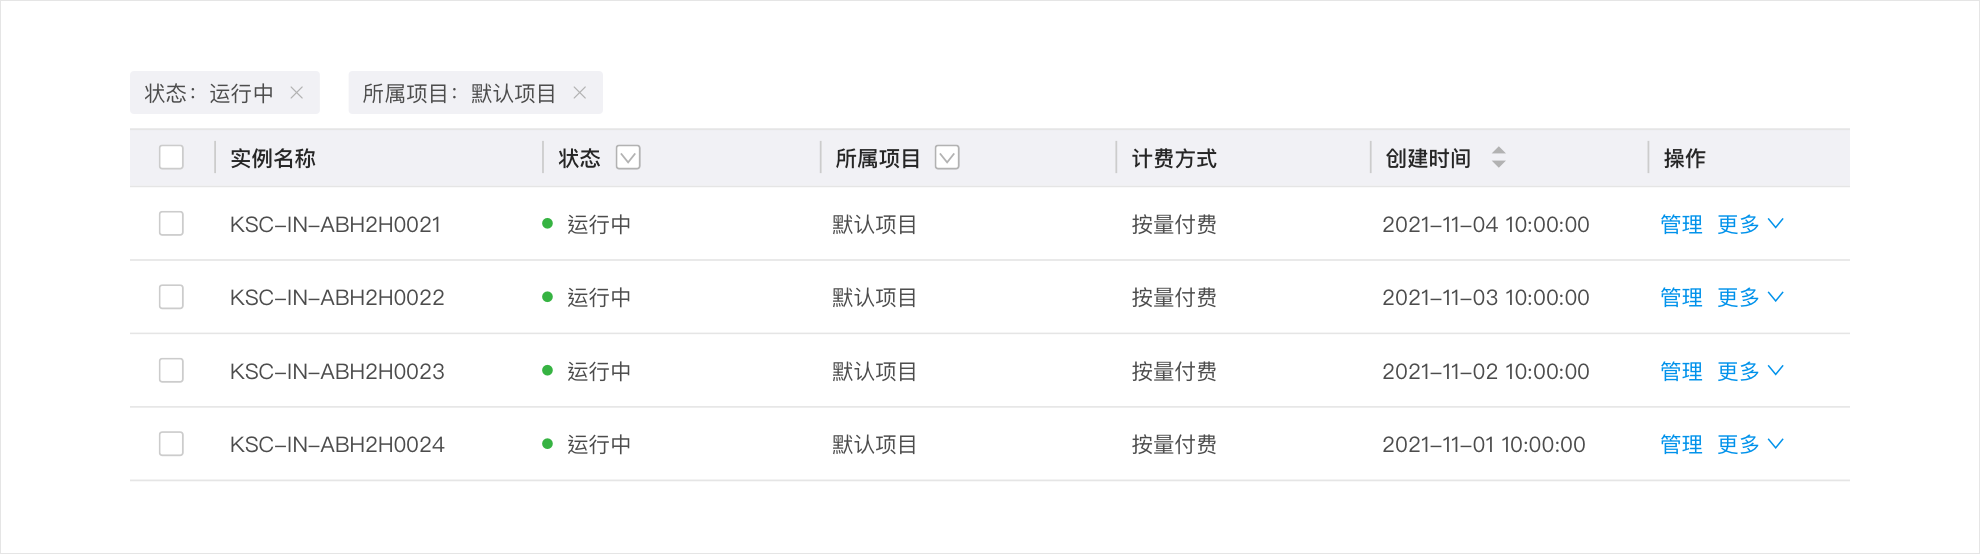 状态：运行中 × 所属项目：默认项目 ×
实例名称 状态 所属项目 计费方式 创建时间 操作
KSC-IN-ABH2H0021 运行中 默认项目 按量付费 2021-11-04 10:00:00 管理 更多
KSC-IN-ABH2H0022 运行中 默认项目 按量付费 2021-11-03 10:00:00 管理 更多
KSC-IN-ABH2H0023 运行中 默认项目 按量付费 2021-11-02 10:00:00 管理 更多
KSC-IN-ABH2H0024 运行中 默认项目 按量付费 2021-11-01 10:00:00 管理 更多